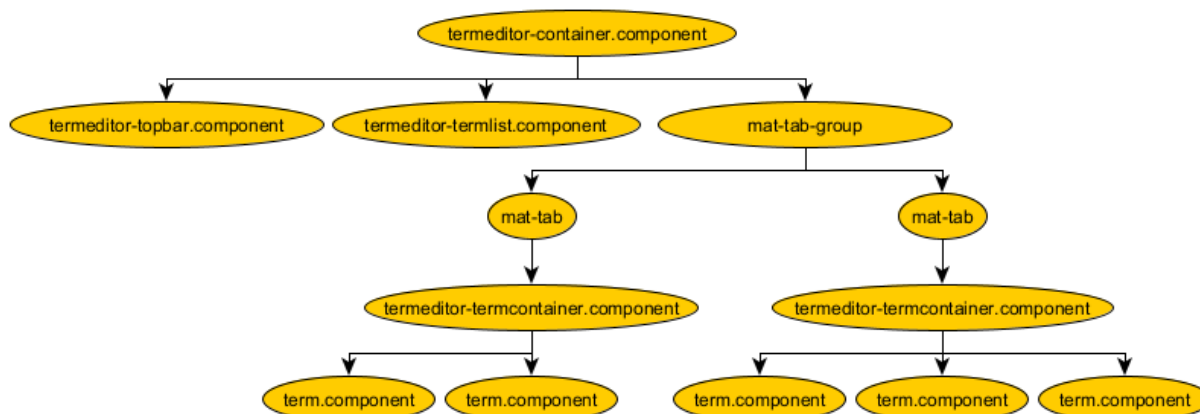 termeditor-container.component
termeditor-topbar.component
termeditor-termlist.component
mat-tab-group
mat-tab
mat-tab
termeditor-termcontainer.component
termeditor-termcontainer.component
term.component
term.component
term.component
term.component
term.component